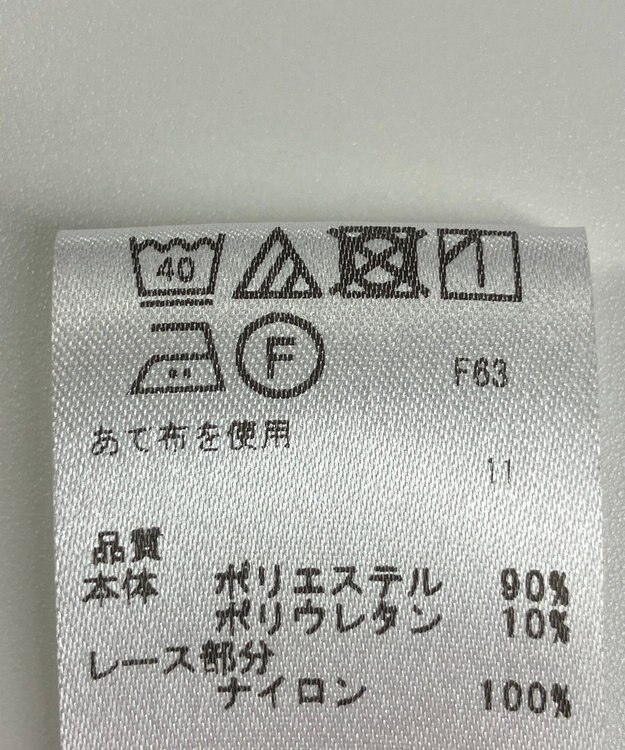 40
F
F63
あて布を使用
11
品質
本体 ポリエステル 90%
ポリウレタン 10%
レース部分
ナイロン 100%